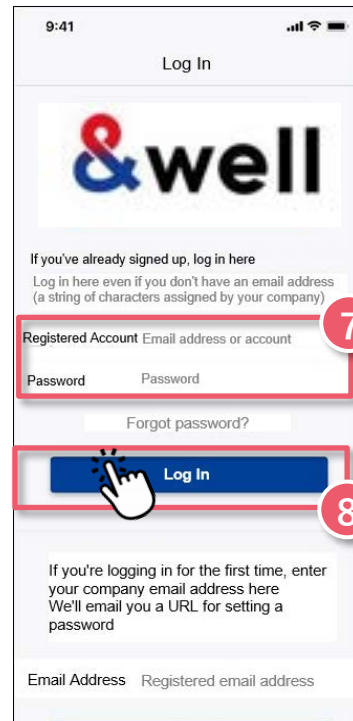 9:41
Log In
&well
If you've already signed up, log in here
Log in here even if you don't have an email address
(a string of characters assigned by your company)
7
Registered Account Email address or account
Password Password
Forgot password?
Log In
8
If you're logging in for the first time, enter
your company email address here
We'll email you a URL for setting a
password
Email Address Registered email address